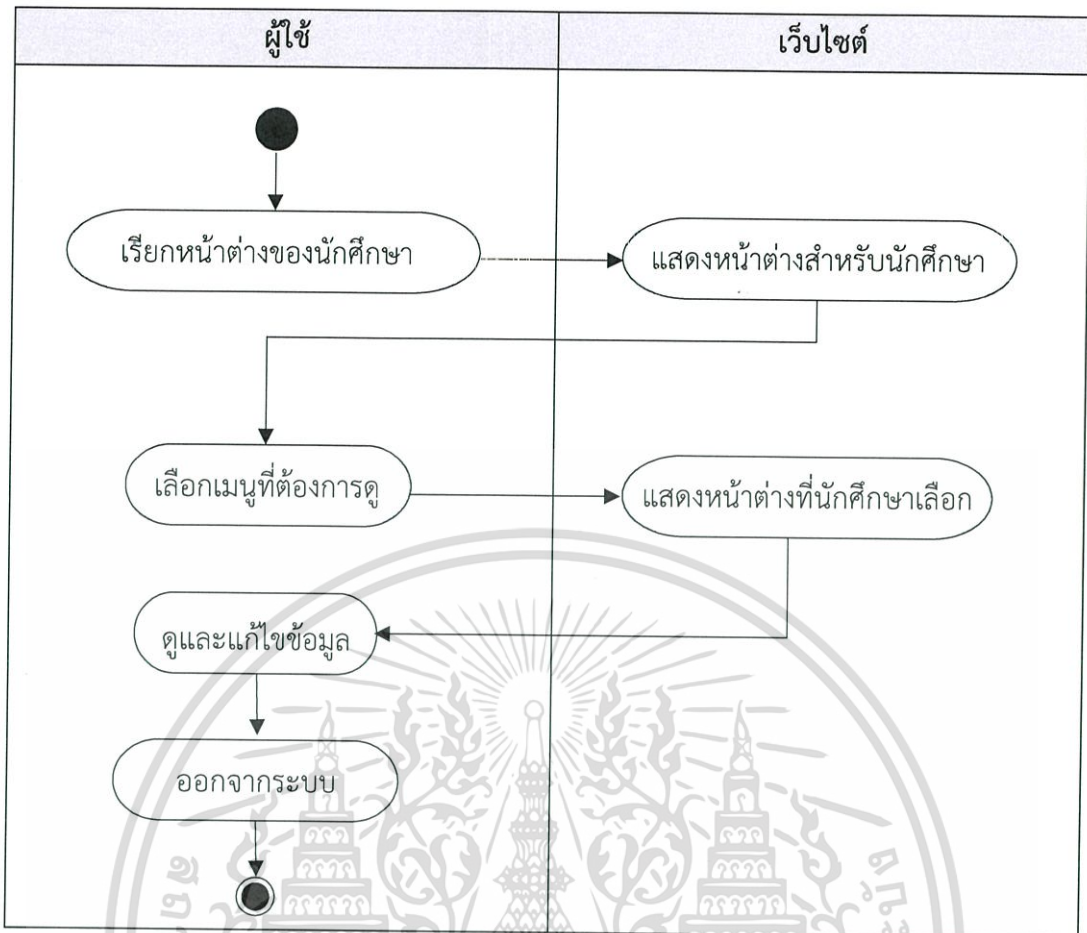 ผู้ใช้
เว็บไซต์
เรียกหน้าต่างของนักศึกษา
แสดงหน้าต่างสำหรับนักศึกษา
เลือกเมนูที่ต้องการดู
แสดงหน้าต่างที่นักศึกษาเลือก
ดูและแก้ไขข้อมูล
ออกจากระบบ